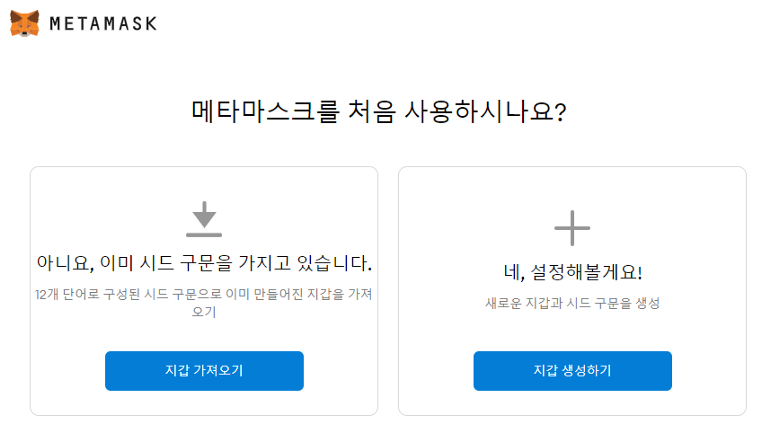 METAMASK
메타마스크를 처음 사용하시나요?
아니요, 이미 시드 구문을 가지고 있습니다.
12개 단어로 구성된 시드 구문으로 이미 만들어진 지갑을 가져
오기
지갑 가져오기
네, 설정해볼게요!
새로운 지갑과 시드 구문을 생성
지갑 생성하기